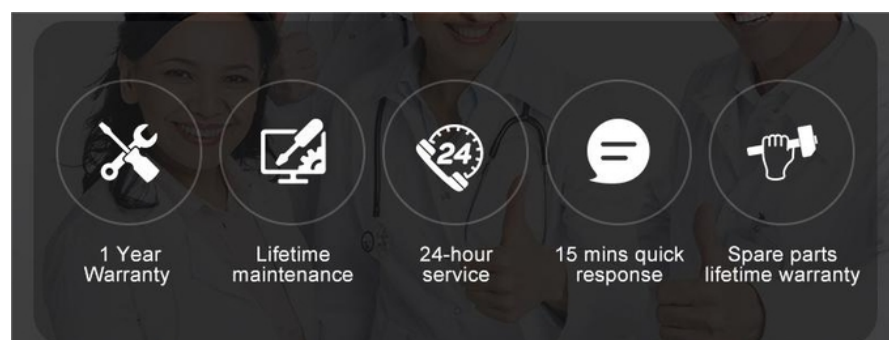 24
1 Year
Warranty
Lifetime
maintenance
24-hour
service
15 mins quick
response
Spare parts
lifetime warranty